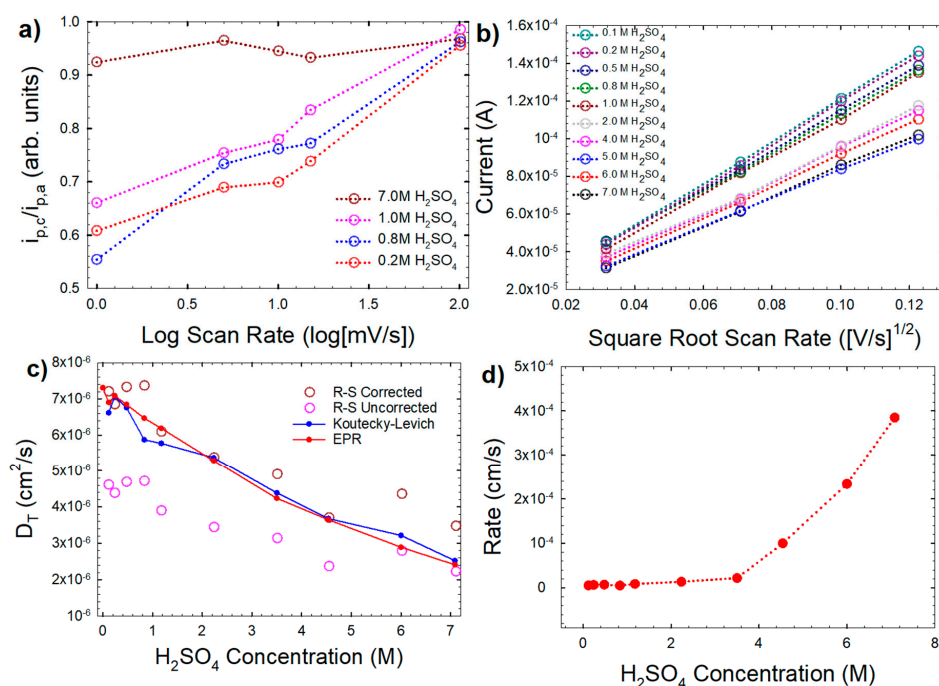 a)
i_p,c/i_p,a (arb. units)
1.0
0.9
0.8
0.7
0.6
0.5
7.0M H₂SO₄
1.0M H₂SO₄
0.8M H₂SO₄
0.2M H₂SO₄
0.0 0.5 1.0 1.5 2.0
Log Scan Rate (log[mV/s])
b)
Current (A)
1.6x10⁻⁴
1.4x10⁻⁴
1.2x10⁻⁴
10⁻⁴
8.0x10⁻⁵
6.0x10⁻⁵
4.0x10⁻⁵
2.0x10⁻⁵
0.1 M H₂SO₄
0.2 M H₂SO₄
0.5 M H₂SO₄
0.8 M H₂SO₄
1.0 M H₂SO₄
2.0 M H₂SO₄
4.0 M H₂SO₄
5.0 M H₂SO₄
6.0 M H₂SO₄
7.0 M H₂SO₄
0.02 0.04 0.06 0.08 0.10 0.12
Square Root Scan Rate ([V/s]^1/2)
c)
D_T (cm²/s)
8x10⁻⁶
7x10⁻⁶
6x10⁻⁶
5x10⁻⁶
4x10⁻⁶
3x10⁻⁶
2x10⁻⁶
10⁻⁶
R-S Corrected
R-S Uncorrected
Koutecky-Levich
EPR
0 1 2 3 4 5 6 7
H₂SO₄ Concentration (M)
d)
Rate (cm/s)
4x10⁻⁴
3x10⁻⁴
2x10⁻⁴
10⁻⁴
0
0 2 4 6 8
H₂SO₄ Concentration (M)